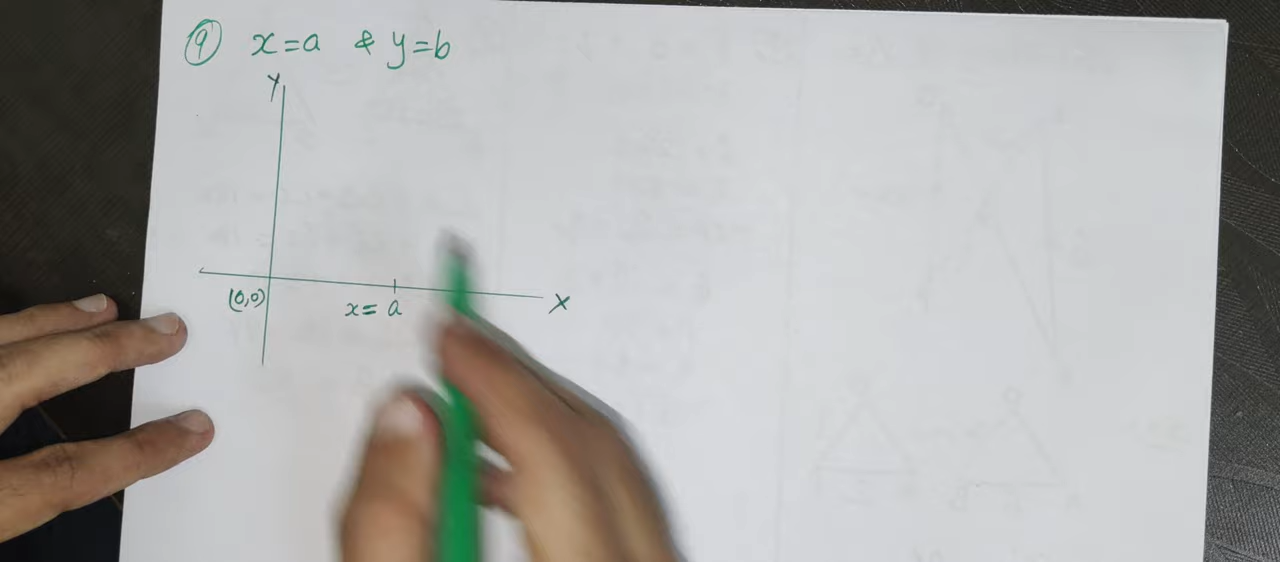 9 x=a & y=b
Y
(0,0) x= a X